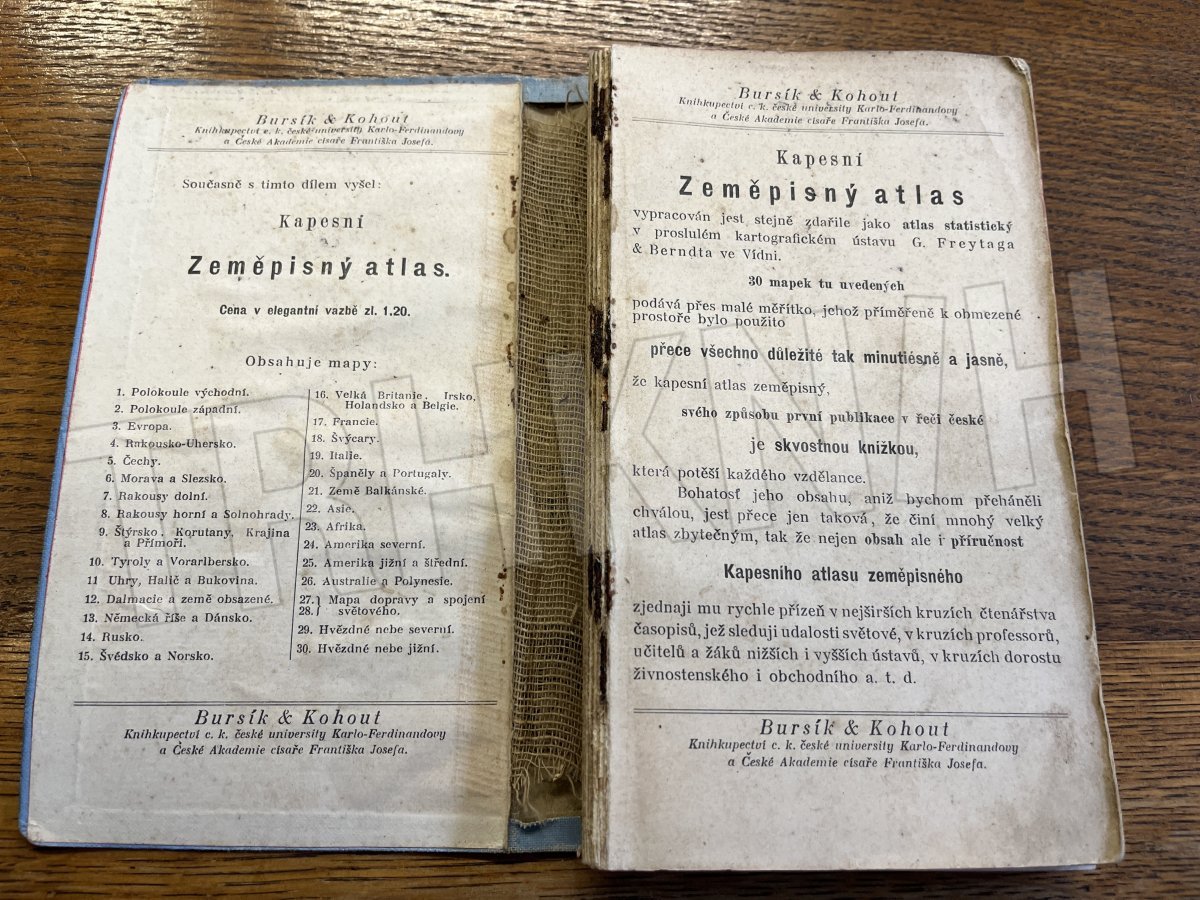 Bursík & Kohout
Knihkupectví c. k. české university Karlo-Ferdinandovy
a České Akademie císaře Františka Josefa.
Současně s timto dílem vyšel:
Kapesní
Zeměpisný atlas.
Cena v elegantní vazbě zl. 1.20.
Obsahuje mapy:
1. Polokoule východní.
2. Polokoule západní.
3. Evropa.
4. Rakousko-Uhersko.
5. Čechy.
6. Morava a Slezsko.
7. Rakousy dolní.
8. Rakousy horní a Solnohrady.
9. Štýrsko, Korutany, Krajina
a Přímoří.
10. Tyroly a Vorarlbersko.
11 Uhry, Halič a Bukovina.
12. Dalmacie a země obsazené.
13. Německá říše a Dánsko.
14. Rusko.
15. Švédsko a Norsko.
16. Velká Britanie, Irsko,
Holandsko a Belgie.
17. Francie.
18. Švýcary.
19. Italie.
20. Španěly a Portugaly.
21. Země Balkánské.
22. Asie.
23. Afrika.
24. Amerika severní.
25. Amerika jižní a střední.
26. Australie a Polynesie.
27. } Mapa dopravy a spojení
28. } světového.
29. Hvězdné nebe severní.
30. Hvězdné nebe jižní.
Bursík & Kohout
Knihkupectví c. k. české university Karlo-Ferdinandovy
a České Akademie císaře Františka Josefa.
Bursík & Kohout
Knihkupectví c. k. české university Karlo-Ferdinandovy
a České Akademie císaře Františka Josefa.
Kapesní
Zeměpisný atlas
vypracován jest stejně zdařile jako atlas statistický
v proslulém kartografickém ústavu G. Freytaga
& Berndta ve Vídni.
30 mapek tu uvedených
podává přes malé měřítko, jehož příměřeně k obmezené
prostoře bylo použito
přece všechno důležité tak minutiésně a jasně,
že kapesní atlas zeměpisný,
svého způsobu první publikace v řeči české
je skvostnou knížkou,
která potěší každého vzdělance.
Bohatosť jeho obsahu, aniž bychom přeháněli
chválou, jest přece jen taková, že činí mnohý velký
atlas zbytečným, tak že nejen obsah ale i příručnost
Kapesního atlasu zeměpisného
zjednají mu rychle přízeň v nejširších kruzích čtenářstva
časopisů, jež sledují udalosti světové, v kruzích professorů,
učitelů a žáků nižších i vyšších ústavů, v kruzích dorostu
živnostenského i obchodního a. t. d.
Bursík & Kohout
Knihkupectví c. k. české university Karlo-Ferdinandovy
a České Akademie císaře Františka Josefa.